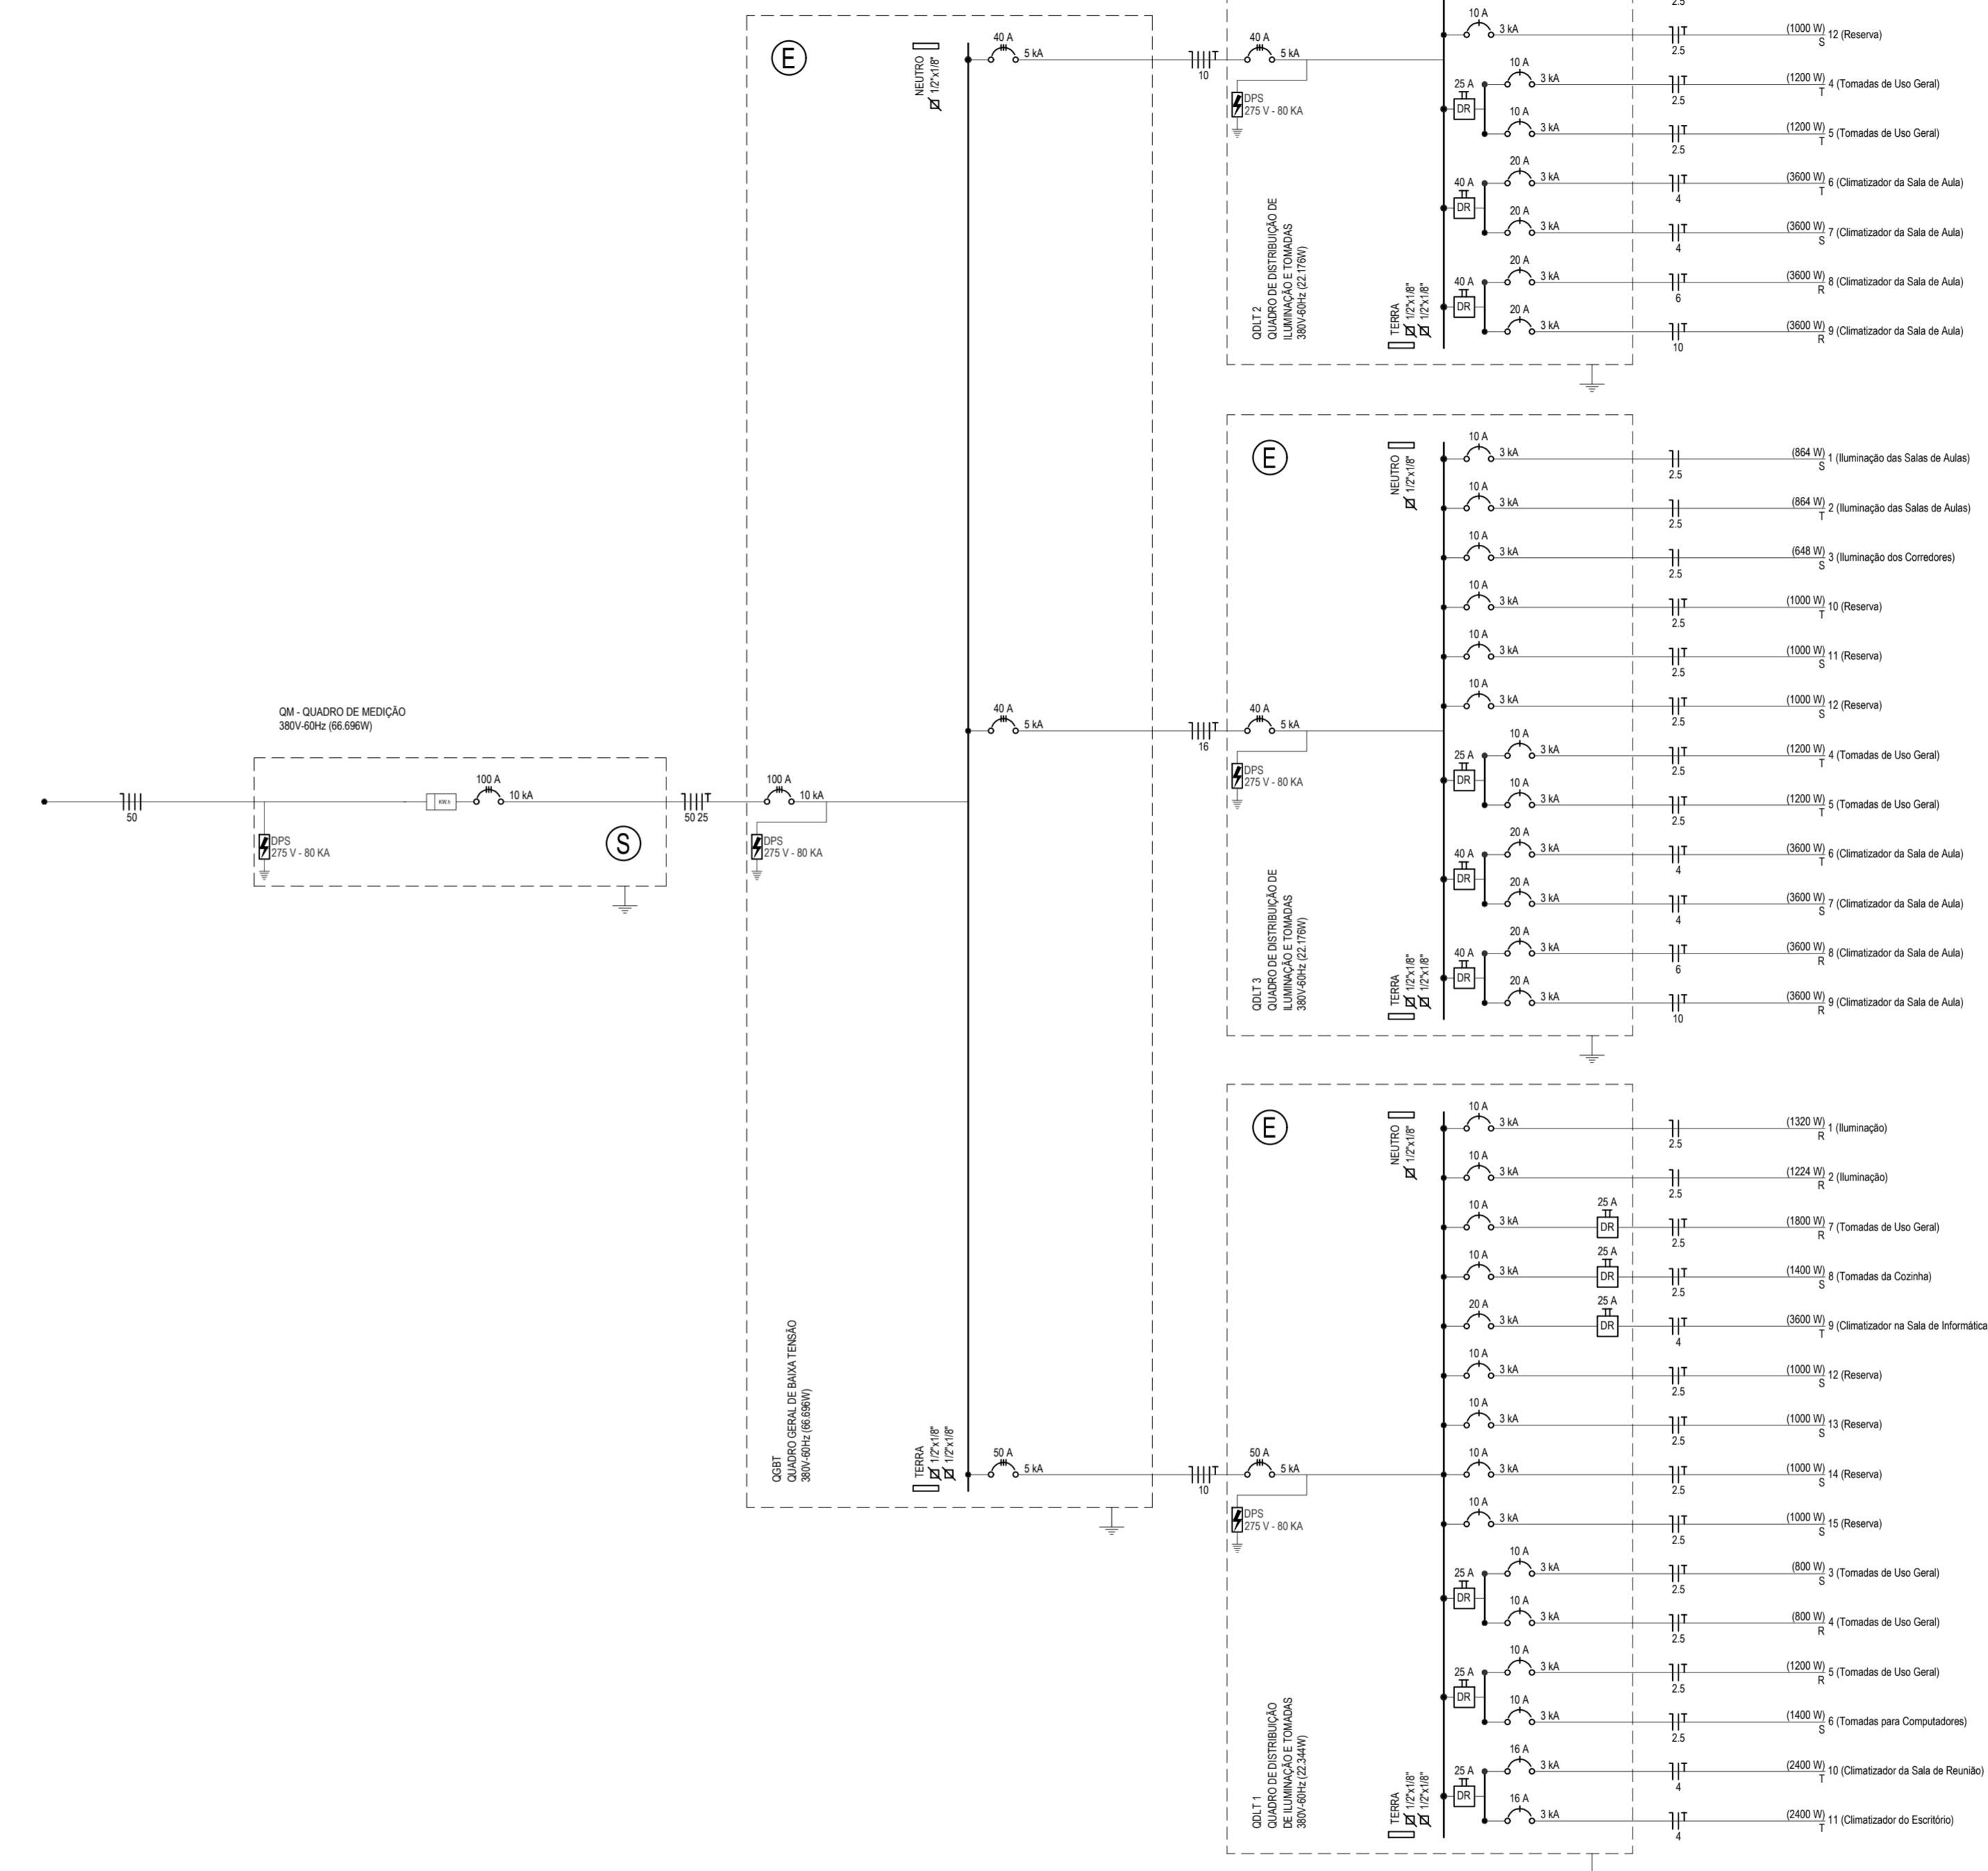 QM - QUADRO DE MEDIÇÃO
380V-60Hz (66.696W)
50
DPS
275 V - 80 KA
KW.h
100 A
10 kA
S
50 25
E
NEUTRO
1/2"x1/8"
100 A
10 kA
DPS
275 V - 80 KA
40 A
5 kA
10
40 A
5 kA
16
50 A
5 kA
10
QGBT
QUADRO GERAL DE BAIXA TENSÃO
380V-60Hz (66.696W)
TERRA
1/2"x1/8"
1/2"x1/8"
40 A
5 kA
DPS
275 V - 80 KA
QDLT 2
QUADRO DE DISTRIBUIÇÃO DE
ILUMINAÇÃO E TOMADAS
380V-60Hz (22.176W)
TERRA
1/2"x1/8"
1/2"x1/8"
2.5
10 A 3 kA 2.5 (1000 W) S 12 (Reserva)
25 A DR
10 A 3 kA 2.5 (1200 W) T 4 (Tomadas de Uso Geral)
10 A 3 kA 2.5 (1200 W) T 5 (Tomadas de Uso Geral)
40 A DR
20 A 3 kA 4 (3600 W) T 6 (Climatizador da Sala de Aula)
20 A 3 kA 4 (3600 W) S 7 (Climatizador da Sala de Aula)
40 A DR
20 A 3 kA 6 (3600 W) R 8 (Climatizador da Sala de Aula)
20 A 3 kA 10 (3600 W) R 9 (Climatizador da Sala de Aula)
E
NEUTRO
1/2"x1/8"
40 A
5 kA
DPS
275 V - 80 KA
QDLT 3
QUADRO DE DISTRIBUIÇÃO DE
ILUMINAÇÃO E TOMADAS
380V-60Hz (22.176W)
TERRA
1/2"x1/8"
1/2"x1/8"
10 A 3 kA 2.5 (864 W) S 1 (Iluminação das Salas de Aulas)
10 A 3 kA 2.5 (864 W) T 2 (Iluminação das Salas de Aulas)
10 A 3 kA 2.5 (648 W) S 3 (Iluminação dos Corredores)
10 A 3 kA 2.5 (1000 W) T 10 (Reserva)
10 A 3 kA 2.5 (1000 W) S 11 (Reserva)
10 A 3 kA 2.5 (1000 W) S 12 (Reserva)
25 A DR
10 A 3 kA 2.5 (1200 W) T 4 (Tomadas de Uso Geral)
10 A 3 kA 2.5 (1200 W) T 5 (Tomadas de Uso Geral)
40 A DR
20 A 3 kA 4 (3600 W) T 6 (Climatizador da Sala de Aula)
20 A 3 kA 4 (3600 W) S 7 (Climatizador da Sala de Aula)
40 A DR
20 A 3 kA 6 (3600 W) R 8 (Climatizador da Sala de Aula)
20 A 3 kA 10 (3600 W) R 9 (Climatizador da Sala de Aula)
E
NEUTRO
1/2"x1/8"
50 A
5 kA
DPS
275 V - 80 KA
QDLT 1
QUADRO DE DISTRIBUIÇÃO
DE ILUMINAÇÃO E TOMADAS
380V-60Hz (22.344W)
TERRA
1/2"x1/8"
1/2"x1/8"
10 A 3 kA 2.5 (1320 W) R 1 (Iluminação)
10 A 3 kA 2.5 (1224 W) R 2 (Iluminação)
10 A 3 kA 25 A DR 2.5 (1800 W) R 7 (Tomadas de Uso Geral)
10 A 3 kA 25 A DR 2.5 (1400 W) S 8 (Tomadas da Cozinha)
20 A 3 kA 25 A DR 4 (3600 W) T 9 (Climatizador na Sala de Informática
10 A 3 kA 2.5 (1000 W) S 12 (Reserva)
10 A 3 kA 2.5 (1000 W) S 13 (Reserva)
10 A 3 kA 2.5 (1000 W) S 14 (Reserva)
10 A 3 kA 2.5 (1000 W) S 15 (Reserva)
25 A DR
10 A 3 kA 2.5 (800 W) S 3 (Tomadas de Uso Geral)
10 A 3 kA 2.5 (800 W) R 4 (Tomadas de Uso Geral)
25 A DR
10 A 3 kA 2.5 (1200 W) R 5 (Tomadas de Uso Geral)
10 A 3 kA 2.5 (1400 W) S 6 (Tomadas para Computadores)
25 A DR
16 A 3 kA 4 (2400 W) T 10 (Climatizador da Sala de Reunião)
16 A 3 kA 4 (2400 W) T 11 (Climatizador do Escritório)